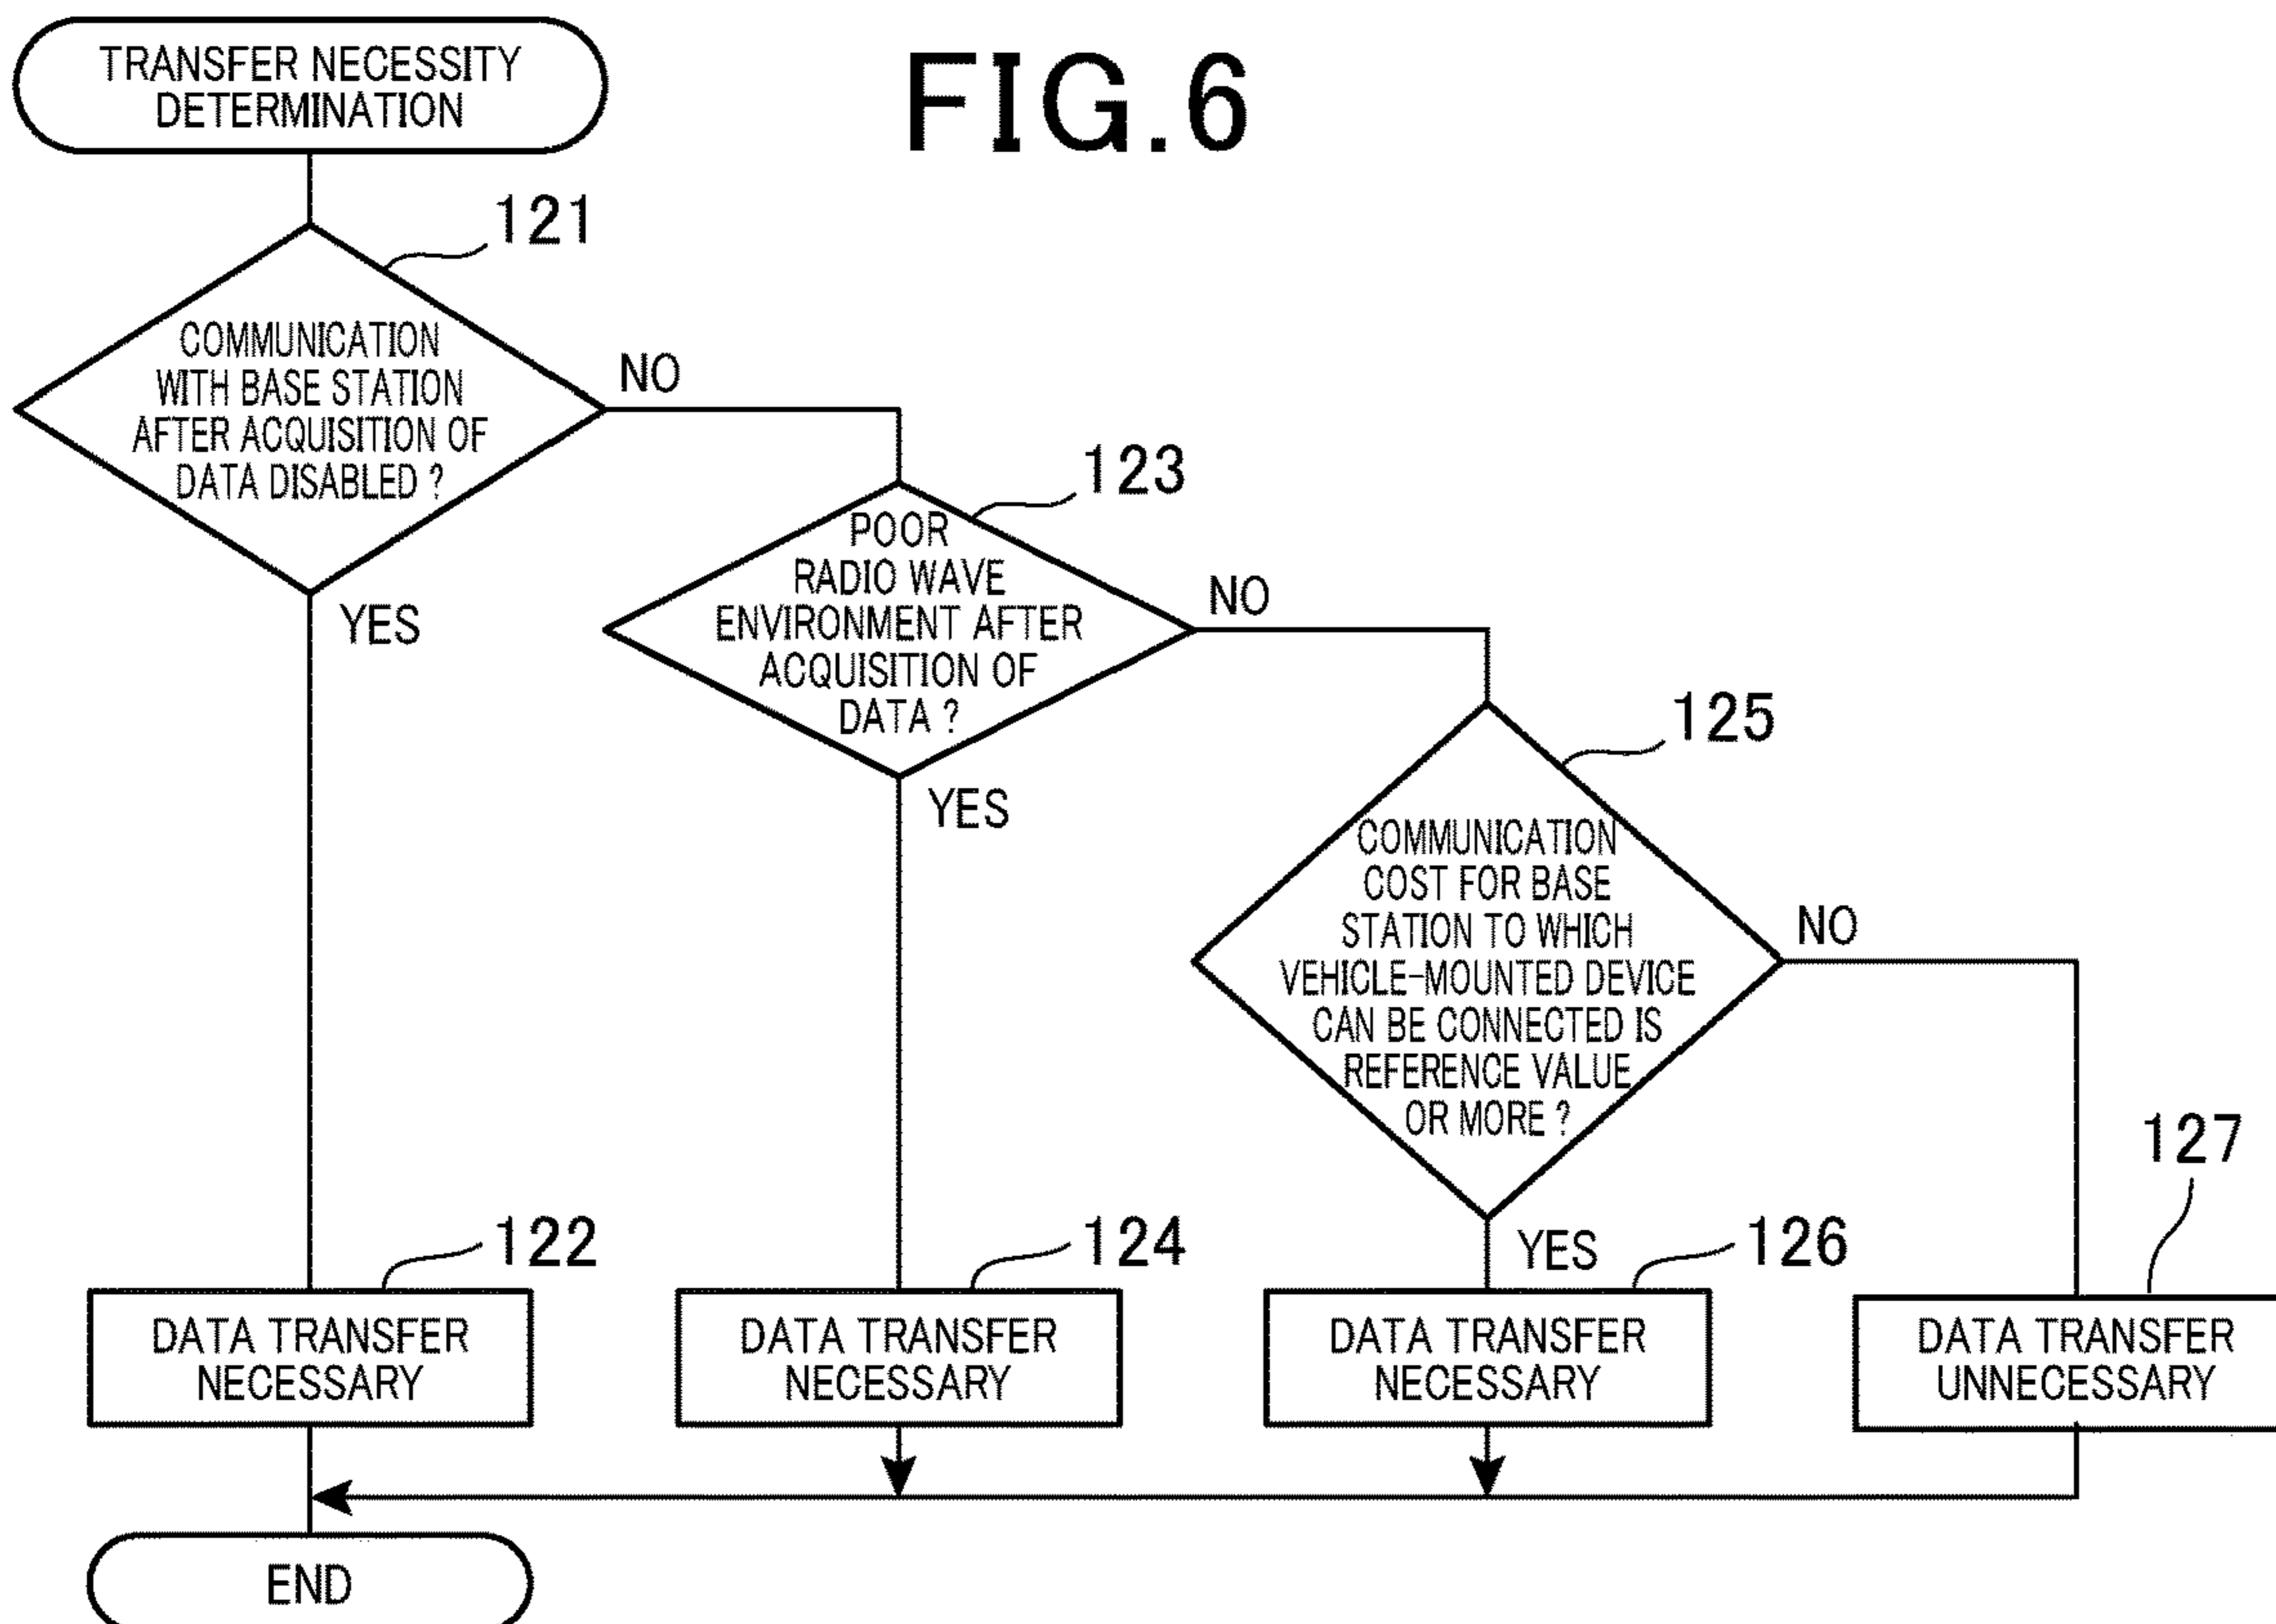 TRANSFER NECESSITY
DETERMINATION
FIG.6
121
COMMUNICATION
WITH BASE STATION
AFTER ACQUISITION OF
DATA DISABLED ?
NO
YES
123
POOR
RADIO WAVE
ENVIRONMENT AFTER
ACQUISITION OF
DATA ?
NO
YES
125
COMMUNICATION
COST FOR BASE
STATION TO WHICH
VEHICLE-MOUNTED DEVICE
CAN BE CONNECTED IS
REFERENCE VALUE
OR MORE ?
NO
YES
122
DATA TRANSFER
NECESSARY
124
DATA TRANSFER
NECESSARY
126
DATA TRANSFER
NECESSARY
127
DATA TRANSFER
UNNECESSARY
END